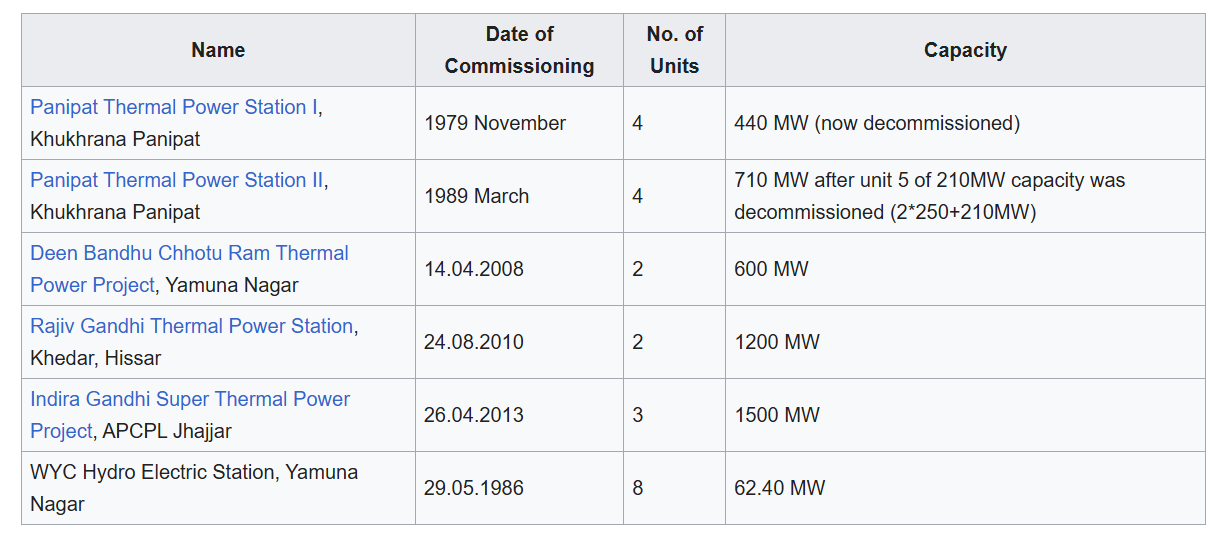 Name
Date of
Commissioning
No. of
Units
Capacity
Panipat Thermal Power Station I,
Khukhrana Panipat
1979 November
4
440 MW (now decommissioned)
Panipat Thermal Power Station II,
Khukhrana Panipat
1989 March
4
710 MW after unit 5 of 210MW capacity was
decommissioned (2*250+210MW)
Deen Bandhu Chhotu Ram Thermal
Power Project, Yamuna Nagar
14.04.2008
2
600 MW
Rajiv Gandhi Thermal Power Station,
Khedar, Hissar
24.08.2010
2
1200 MW
Indira Gandhi Super Thermal Power
Project, APCPL Jhajjar
26.04.2013
3
1500 MW
WYC Hydro Electric Station, Yamuna
Nagar
29.05.1986
8
62.40 MW